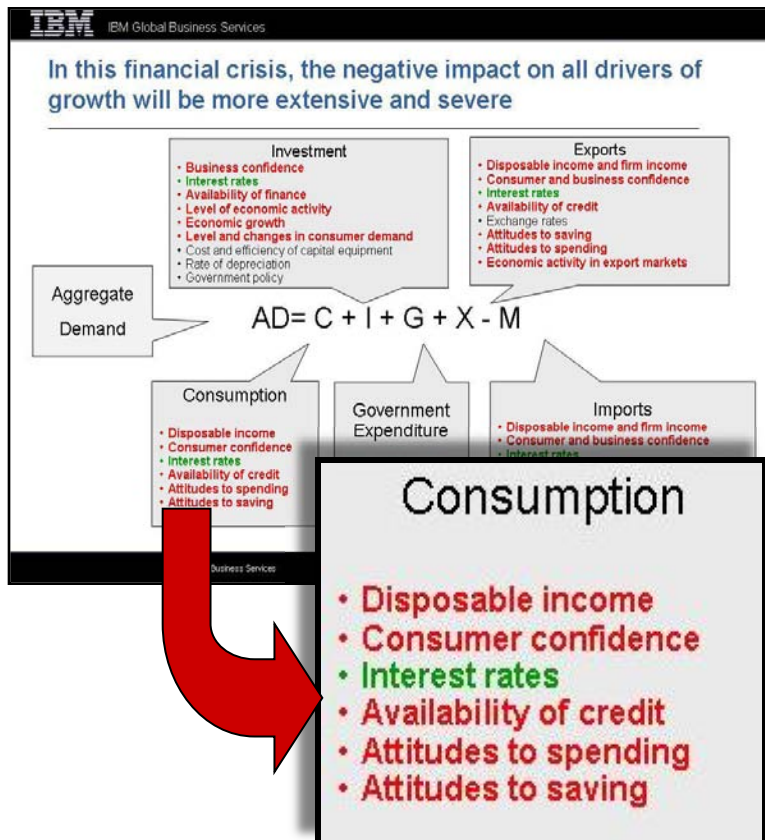 IBM IBM Global Business Services
In this financial crisis, the negative impact on all drivers of
growth will be more extensive and severe
Investment
• Business confidence
• Interest rates
• Availability of finance
• Level of economic activity
• Economic growth
• Level and changes in consumer demand
• Cost and efficiency of capital equipment
• Rate of depreciation
• Government policy
Exports
• Disposable income and firm income
• Consumer and business confidence
• Interest rates
• Availability of credit
• Exchange rates
• Attitudes to saving
• Attitudes to spending
• Economic activity in export markets
Aggregate
Demand
AD= C + I + G + X - M
Consumption
• Disposable income
• Consumer confidence
• Interest rates
• Availability of credit
• Attitudes to spending
• Attitudes to saving
Government
Expenditure
Imports
• Disposable income and firm income
• Consumer and business confidence
• Interest rates
Business Services
Consumption
• Disposable income
• Consumer confidence
• Interest rates
• Availability of credit
• Attitudes to spending
• Attitudes to saving